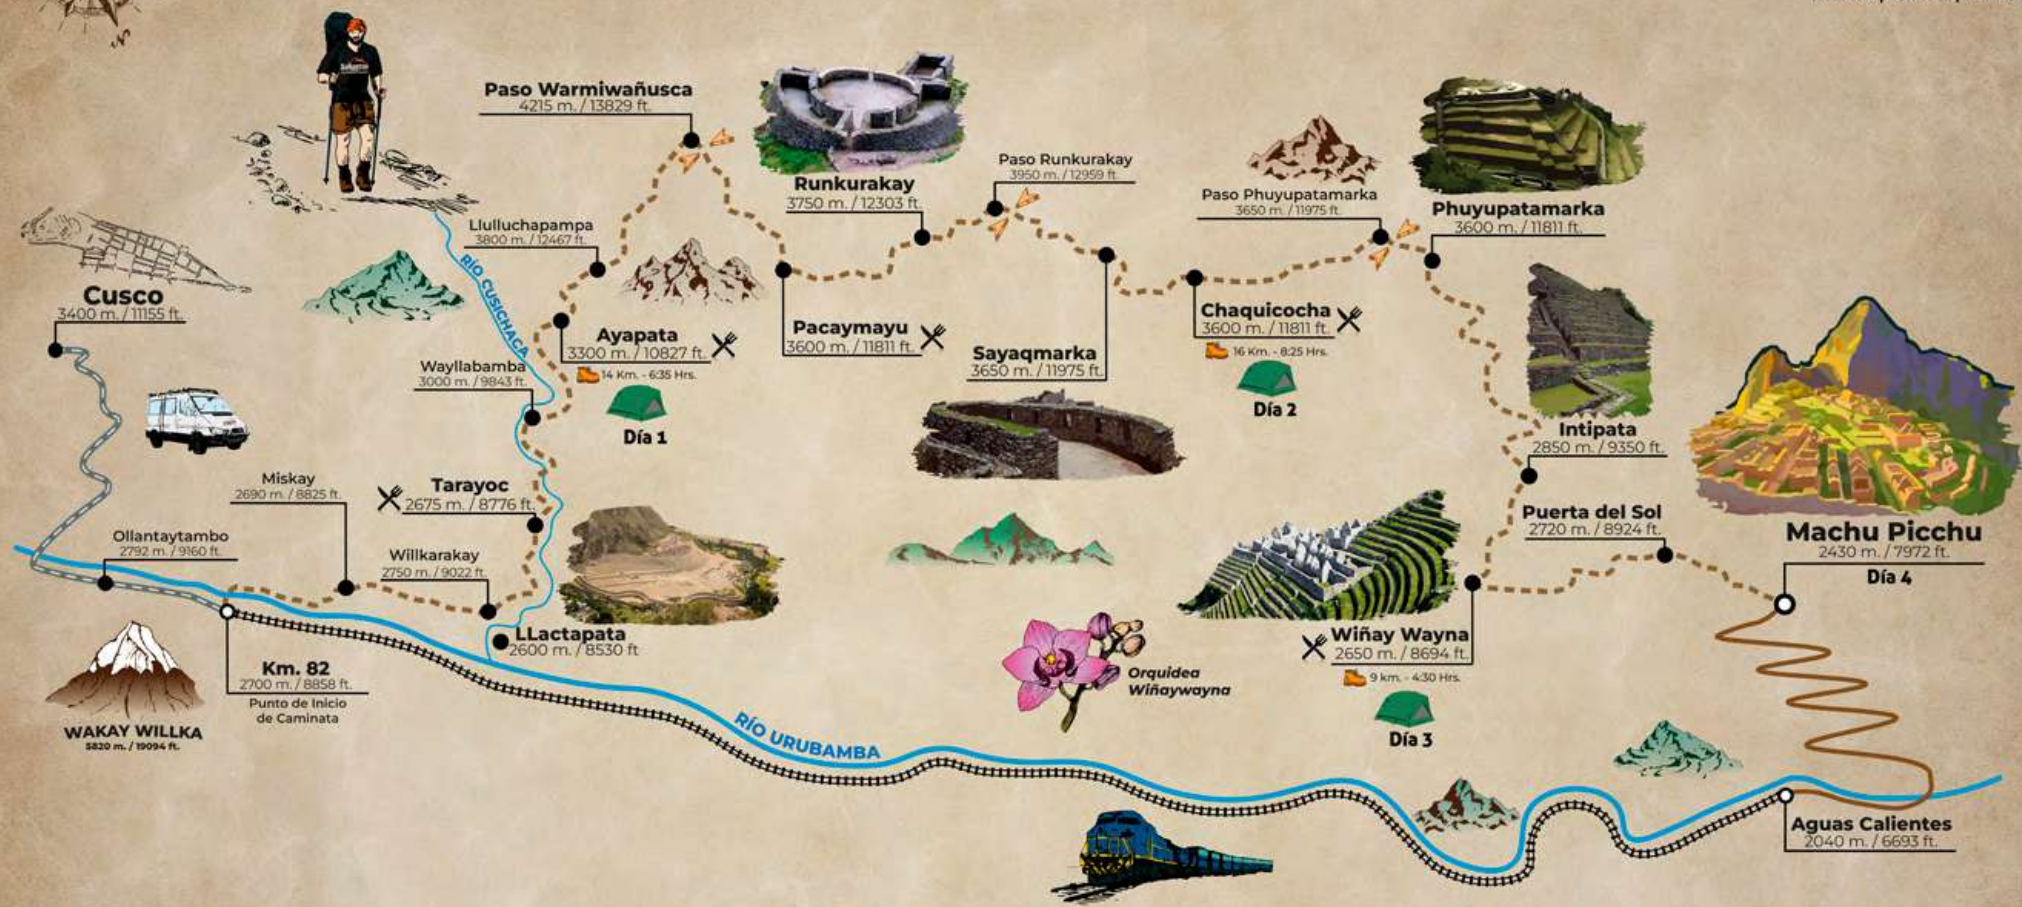 Paso Warmiwañusca
4215 m. / 13829 ft.
Runkurakay
3750 m. / 12303 ft.
Paso Runkurakay
3950 m. / 12959 ft.
Paso Phuyupatamarka
3650 m. / 11975 ft.
Phuyupatamarka
3600 m. / 11811 ft.
Llulluchapampa
3800 m. / 12467 ft.
RÍO CUSICHACA
Cusco
3400 m. / 11155 ft.
Ayapata
3300 m. / 10827 ft.
14 Km. - 6:35 Hrs.
Día 1
Pacaymayu
3600 m. / 11811 ft.
Sayaqmarka
3650 m. / 11975 ft.
Chaquicocha
3600 m. / 11811 ft.
16 Km. - 8:25 Hrs.
Día 2
Wayllabamba
3000 m. / 9843 ft.
Intipata
2850 m. / 9350 ft.
Miskay
2690 m. / 8825 ft.
Tarayoc
2675 m. / 8776 ft.
Puerta del Sol
2720 m. / 8924 ft.
Machu Picchu
2430 m. / 7972 ft.
Día 4
Ollantaytambo
2792 m. / 9160 ft.
Willkarakay
2750 m. / 9022 ft.
LLactapata
2600 m. / 8530 ft
Wiñay Wayna
2650 m. / 8694 ft.
9 km. - 4:30 Hrs.
Día 3
Km. 82
2700 m. / 8858 ft.
Punto de Inicio
de Caminata
Orquidea
Wiñaywayna
WAKAY WILLKA
5820 m. / 19094 ft.
RÍO URUBAMBA
Aguas Calientes
2040 m. / 6693 ft.